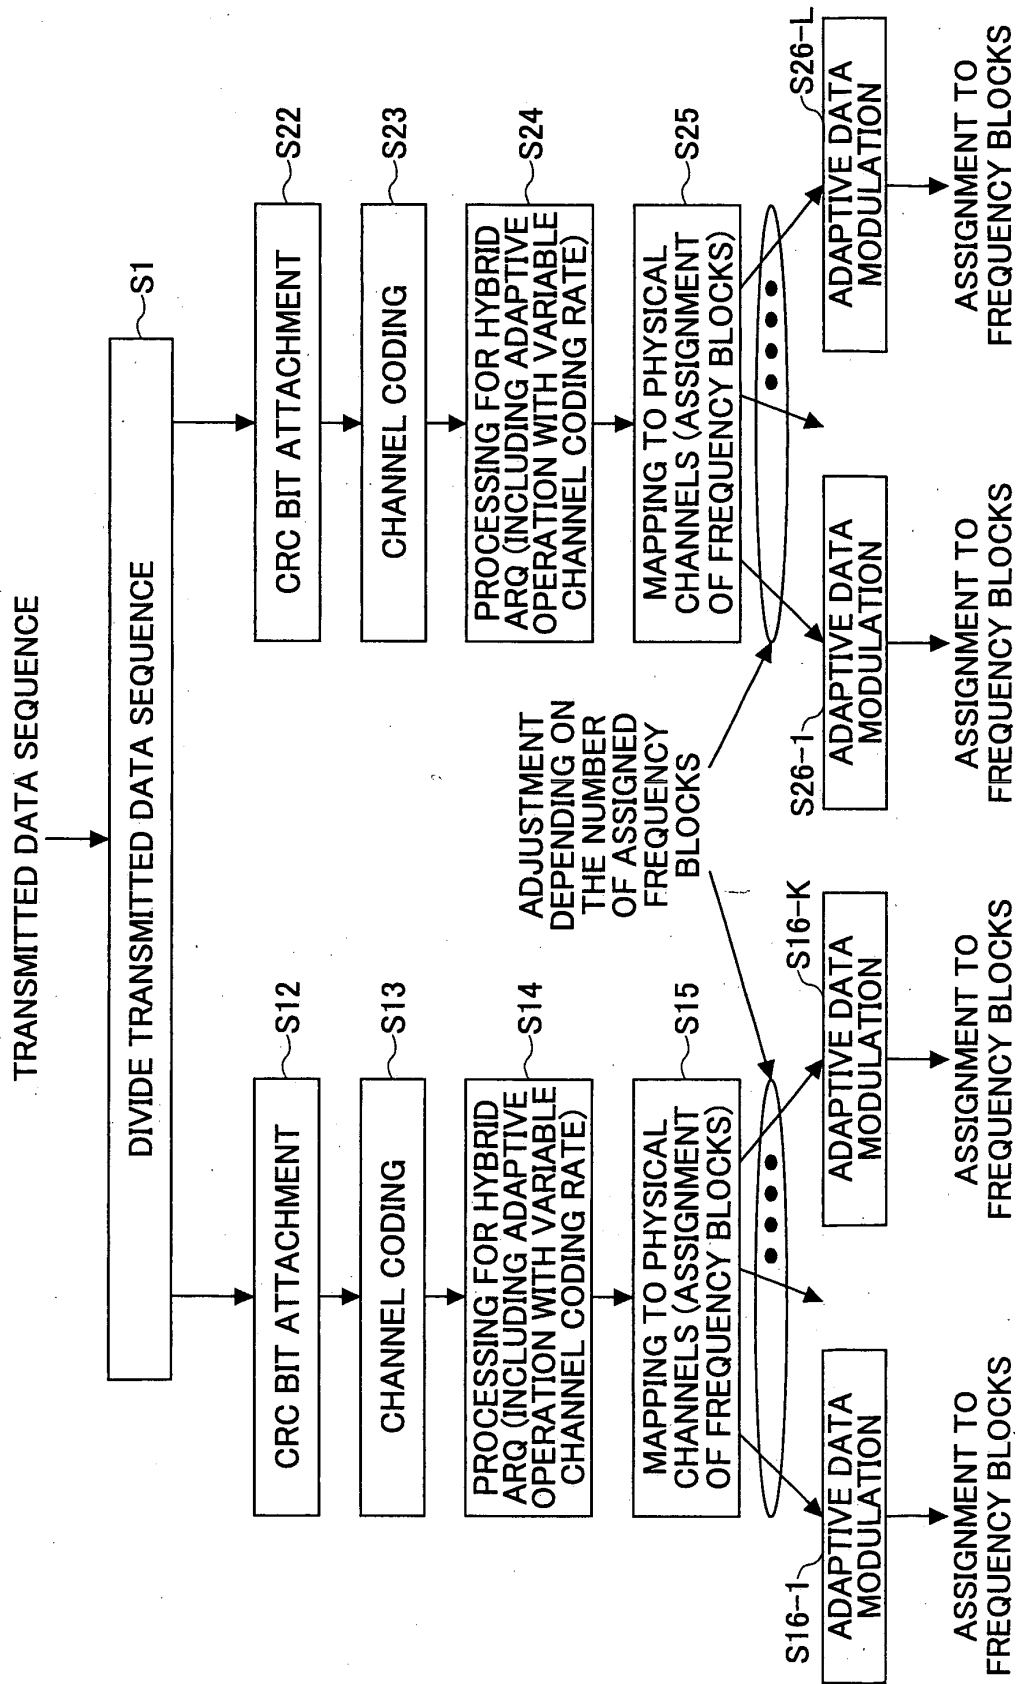 TRANSMITTED DATA SEQUENCE
DIVIDE TRANSMITTED DATA SEQUENCE
S1
CRC BIT ATTACHMENT
S12
CHANNEL CODING
S13
PROCESSING FOR HYBRID
ARQ (INCLUDING ADAPTIVE
OPERATION WITH VARIABLE
CHANNEL CODING RATE)
S14
MAPPING TO PHYSICAL
CHANNELS (ASSIGNMENT
OF FREQUENCY BLOCKS)
S15
S16-1
ADAPTIVE DATA
MODULATION
ASSIGNMENT TO
FREQUENCY BLOCKS
S16-K
ADAPTIVE DATA
MODULATION
ASSIGNMENT TO
FREQUENCY BLOCKS
ADJUSTMENT
DEPENDING ON
THE NUMBER
OF ASSIGNED
FREQUENCY
BLOCKS
CRC BIT ATTACHMENT
S22
CHANNEL CODING
S23
PROCESSING FOR HYBRID
ARQ (INCLUDING ADAPTIVE
OPERATION WITH VARIABLE
CHANNEL CODING RATE)
S24
MAPPING TO PHYSICAL
CHANNELS (ASSIGNMENT
OF FREQUENCY BLOCKS)
S25
S26-1
ADAPTIVE DATA
MODULATION
ASSIGNMENT TO
FREQUENCY BLOCKS
S26-L
ADAPTIVE DATA
MODULATION
ASSIGNMENT TO
FREQUENCY BLOCKS